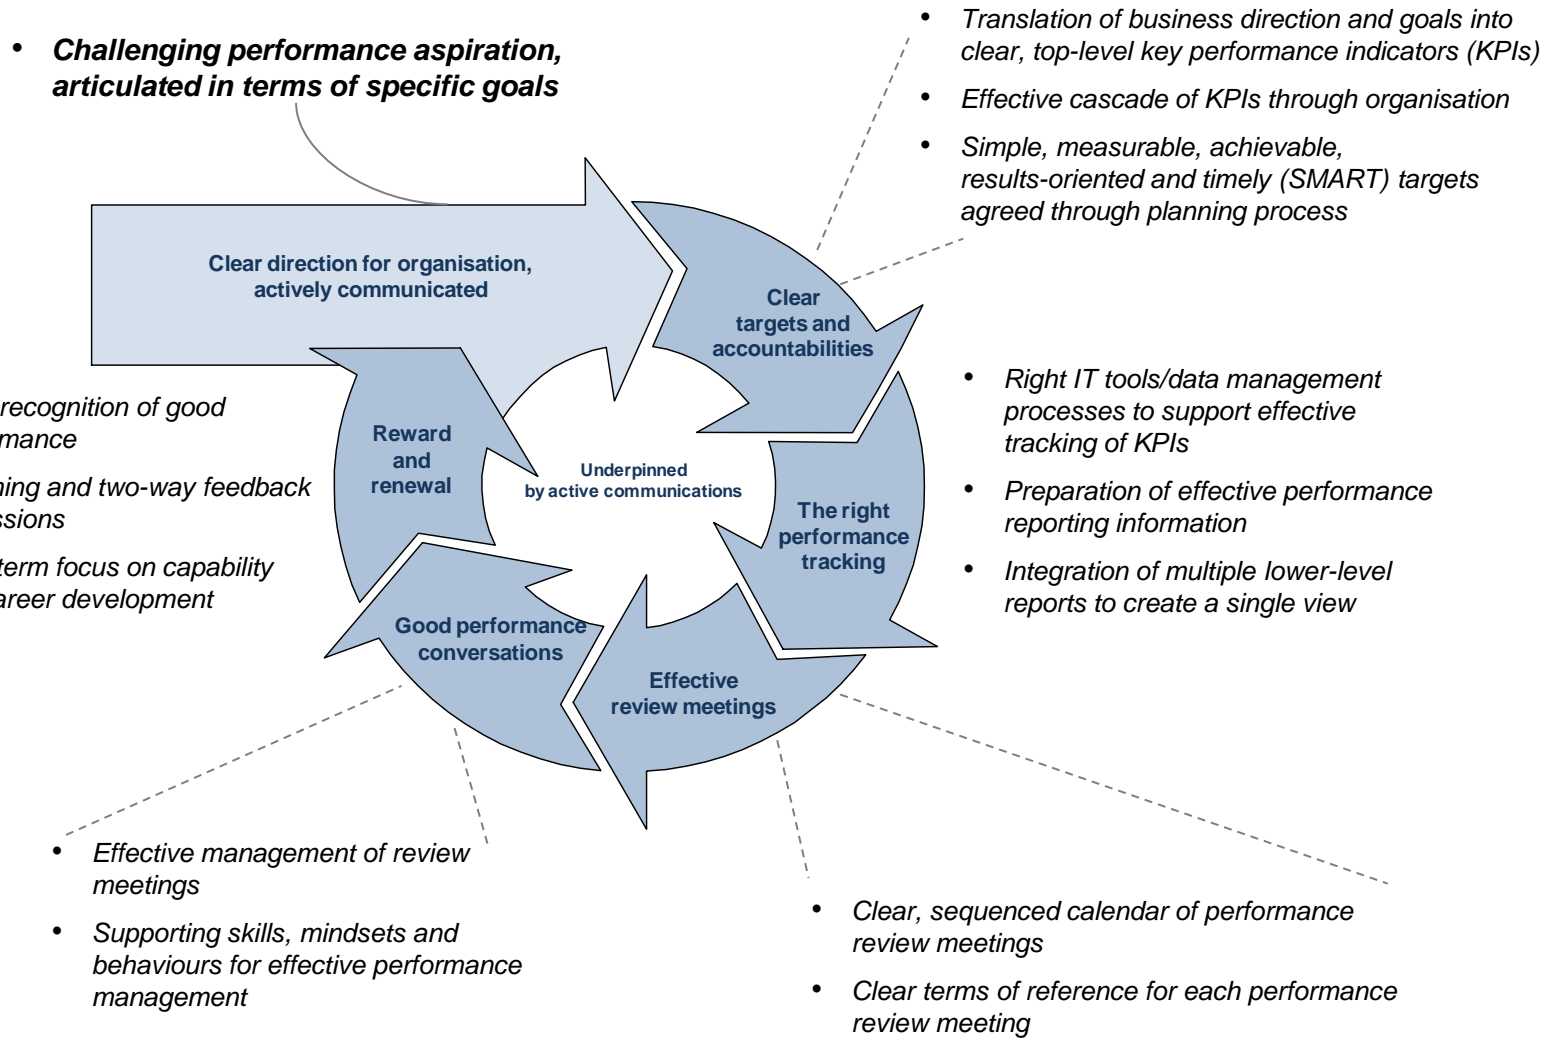 • Challenging performance aspiration,
articulated in terms of specific goals
• Translation of business direction and goals into
clear, top-level key performance indicators (KPIs)
• Effective cascade of KPIs through organisation
• Simple, measurable, achievable,
results-oriented and timely (SMART) targets
agreed through planning process
Clear direction for organisation,
actively communicated
Clear
targets and
accountabilities
• Right IT tools/data management
processes to support effective
tracking of KPIs
• Preparation of effective performance
reporting information
• Integration of multiple lower-level
reports to create a single view
recognition of good
and two-way feedback
term focus on capability
development
Reward
and
renewal
Underpinned
by active communications
The right
performance
tracking
Good performance
conversations
Effective
review meetings
• Effective management of review
meetings
• Supporting skills, mindsets and
behaviours for effective performance
management
• Clear, sequenced calendar of performance
review meetings
• Clear terms of reference for each performance
review meeting